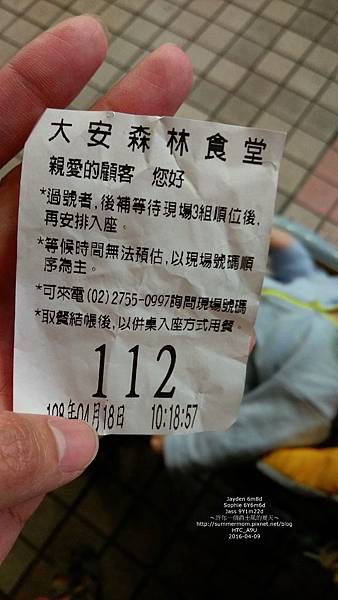 大安森林食堂
親愛的顧客 您好
*過號者,後補等待現場3組順位後,
再安排入座。
*等候時間無法預估,以現場號碼順
序為主。
*可來電(02)2755-0997詢問現場號碼
*取餐結帳後,以併桌入座方式用餐。
112
108年04月18日 10:18:57
Jayden 6m8d
Sophie 6Y6m6d
Jass 9Y1m22d
http://summermom.pixnet.net/blog
HTC_A9U
2016-04-09